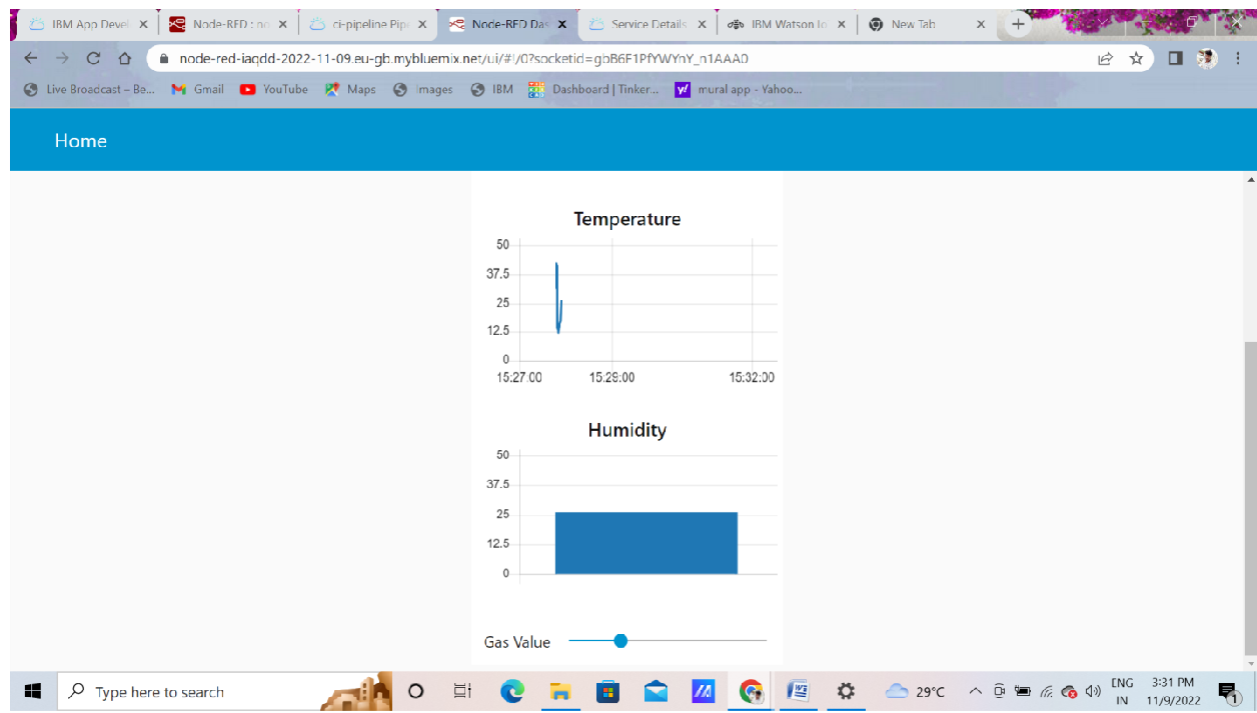 IBM App Devel
Node-RED : no
ci-pipeline Pipe
Node-RED Das
Service Details
IBM Watson Io
New Tab
node-red-iaqdd-2022-11-09.eu-gb.mybluemix.net/ui/#!/0?socketid=gbB6F1PfYWYnY_n1AAA0
Live Broadcast – Be... Gmail YouTube Maps Images IBM Dashboard | Tinker... mural app - Yahoo...
Home
Temperature
50
37.5
25
12.5
0
15:27:00 15:29:00 15:32:00
Humidity
50
37.5
25
12.5
0
Gas Value
Type here to search
29°C
ENG
IN
3:31 PM
11/9/2022
1